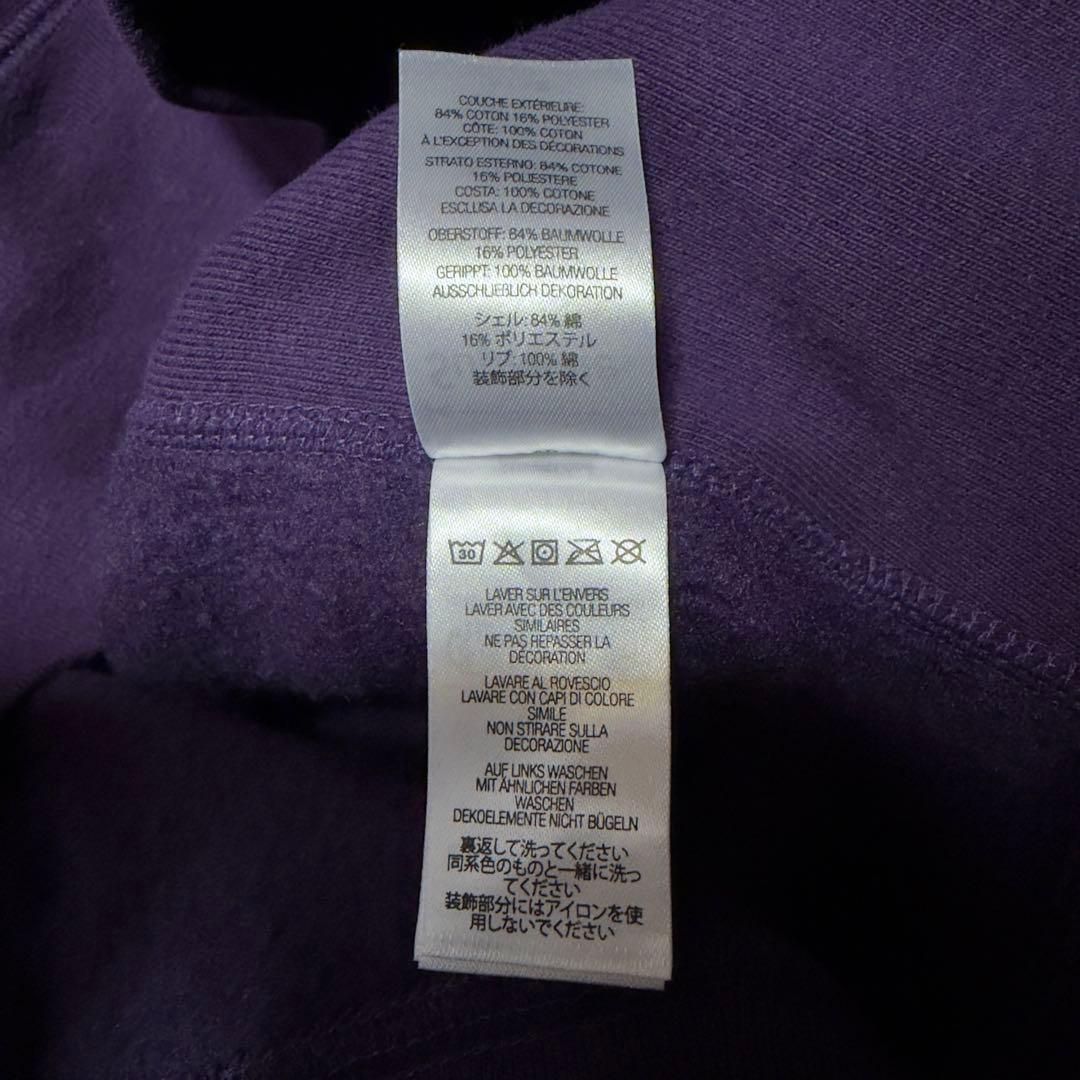 COUCHE EXTÉRIEURE:
84% COTON 16% POLYESTER
CÔTE: 100% COTON
À L'EXCEPTION DES DÉCORATIONS
STRATO ESTERNO: 84% COTONE
16% POLIESTERE
COSTA: 100% COTONE
ESCLUSA LA DECORAZIONE
OBERSTOFF: 84% BAUMWOLLE
16% POLYESTER
GERIPPT: 100% BAUMWOLLE
AUSSCHLIEBLICH DEKORATION
シェル: 84% 綿
16% ポリエステル
リブ: 100% 綿
装飾部分を除く
30
LAVER SUR L'ENVERS
LAVER AVEC DES COULEURS
SIMILAIRES
NE PAS REPASSER LA
DÉCORATION
LAVARE AL ROVESCIO
LAVARE CON CAPI DI COLORE
SIMILE
NON STIRARE SULLA
DECORAZIONE
AUF LINKS WASCHEN
MIT ÄHNLICHEN FARBEN
WASCHEN
DEKOELEMENTE NICHT BÜGELN
裏返して洗ってください
同系色のものと一緒に洗っ
てください
装飾部分にはアイロンを使
用しないでください